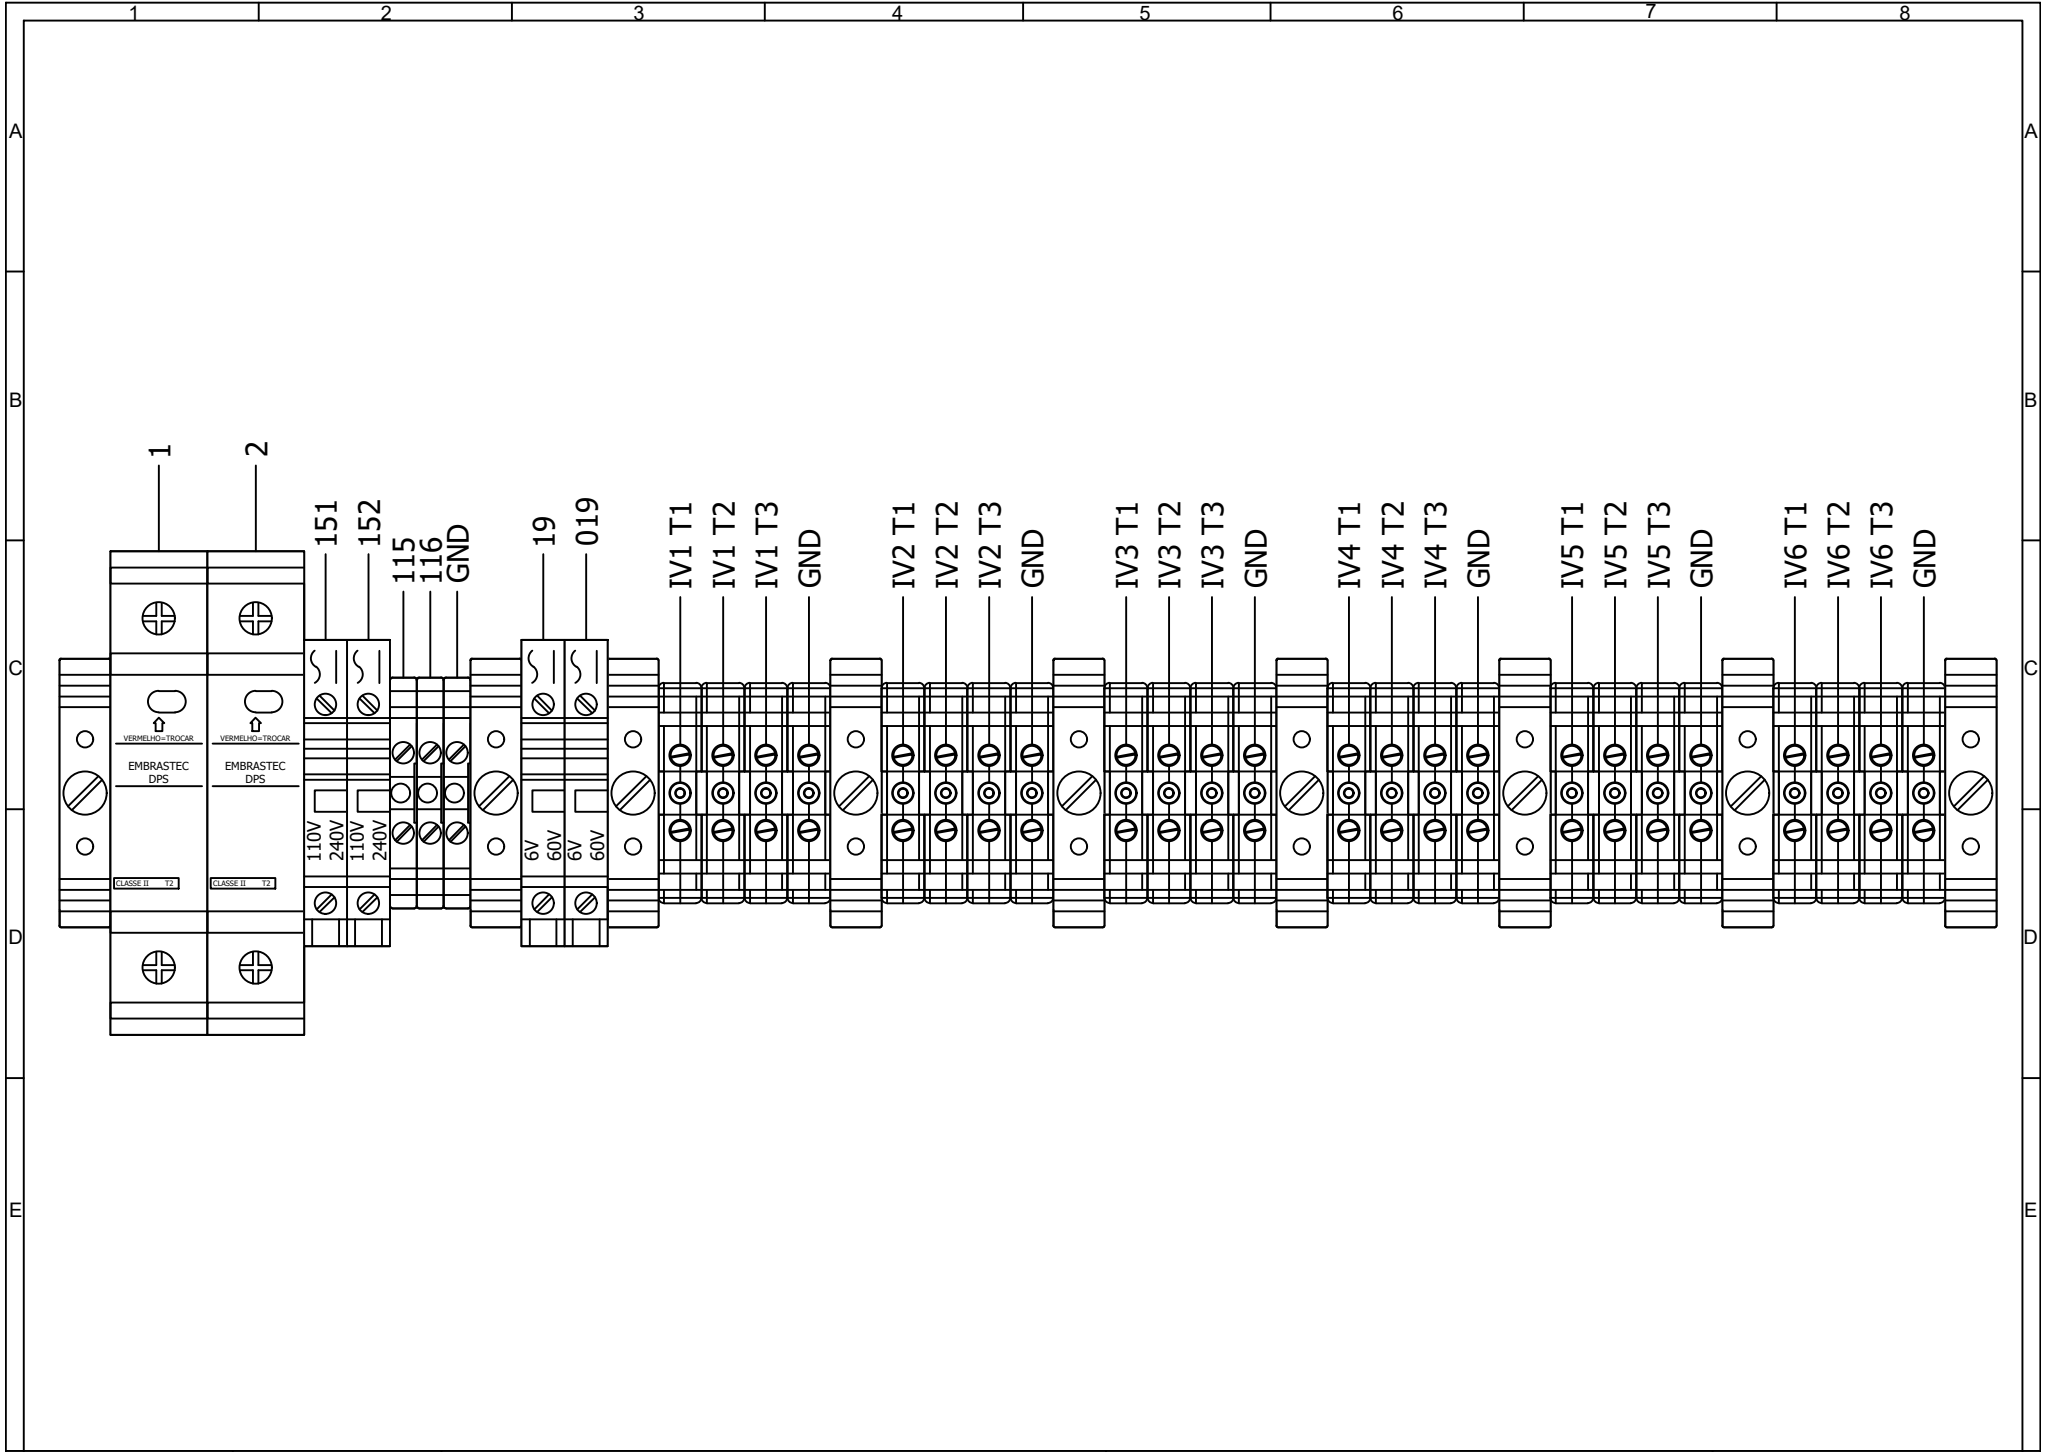 1 2 3 4 5 6 7 8
A A
B B
1 2
151 152 115 116 GND 19 019 IV1 T1 IV1 T2 IV1 T3 GND IV2 T1 IV2 T2 IV2 T3 GND IV3 T1 IV3 T2 IV3 T3 GND IV4 T1 IV4 T2 IV4 T3 GND IV5 T1 IV5 T2 IV5 T3 GND IV6 T1 IV6 T2 IV6 T3 GND
C C
VERMELHO=TROCAR VERMELHO=TROCAR
EMBRASTEC EMBRASTEC
DPS DPS
110V 240V 110V 240V 6V 60V 6V 60V
CLASSE II T2 CLASSE II T2
D D
E E